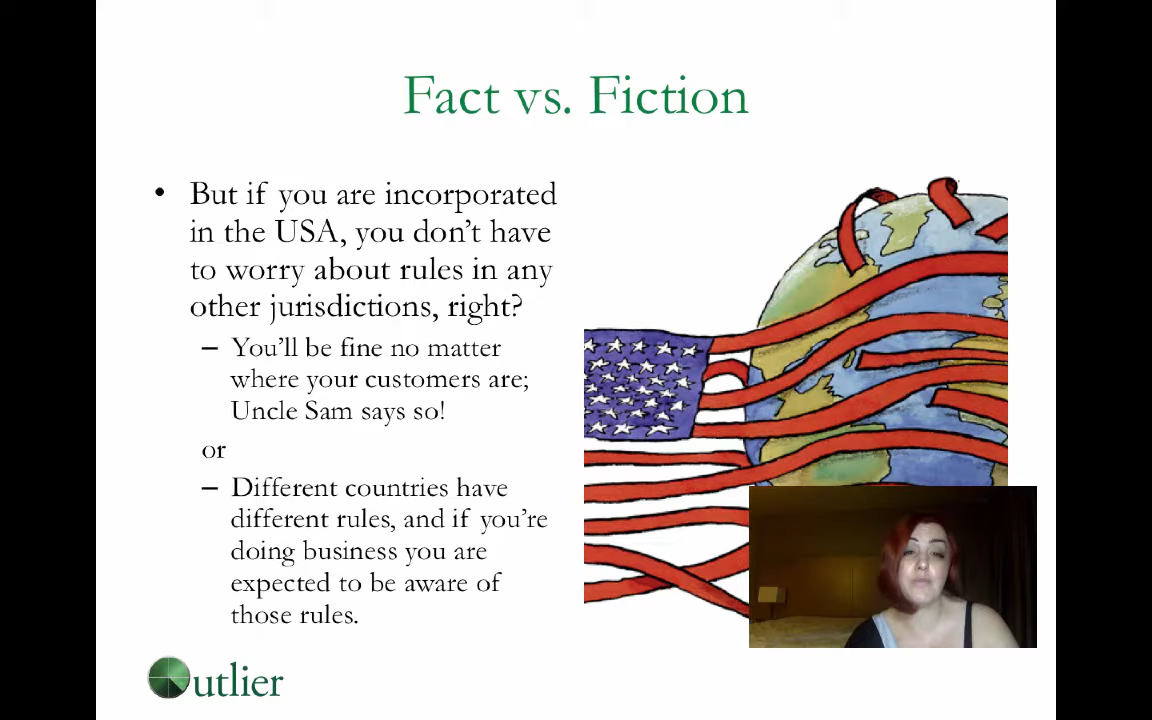 Fact vs. Fiction
• But if you are incorporated
in the USA, you don't have
to worry about rules in any
other jurisdictions, right?
– You'll be fine no matter
where your customers are;
Uncle Sam says so!
or
– Different countries have
different rules, and if you're
doing business you are
expected to be aware of
those rules.
Outlier